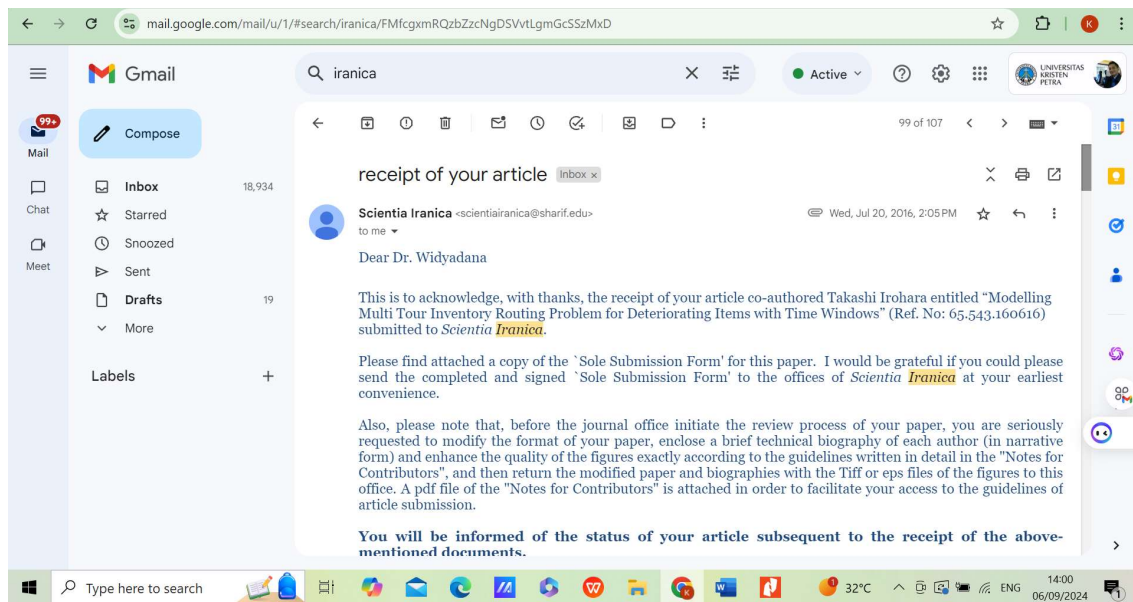 mail.google.com/mail/u/1/#search/iranica/FMfcgxmRQzbZzcNgDSVvtLgmGcSSzMxD
K
Gmail
iranica
Active
UNIVERSITAS
KRISTEN
PETRA
99+
Mail
Chat
Meet
Compose
Inbox 18,934
Starred
Snoozed
Sent
Drafts 19
More
Labels
99 of 107
31
receipt of your article Inbox x
Scientia Iranica <scientiairanica@sharif.edu> Wed, Jul 20, 2016, 2:05 PM
to me
Dear Dr. Widyadana
This is to acknowledge, with thanks, the receipt of your article co-authored Takashi Irohara entitled “Modelling
Multi Tour Inventory Routing Problem for Deteriorating Items with Time Windows” (Ref. No: 65.543.160616)
submitted to Scientia Iranica.
Please find attached a copy of the `Sole Submission Form' for this paper. I would be grateful if you could please
send the completed and signed `Sole Submission Form' to the offices of Scientia Iranica at your earliest
convenience.
Also, please note that, before the journal office initiate the review process of your paper, you are seriously
requested to modify the format of your paper, enclose a brief technical biography of each author (in narrative
form) and enhance the quality of the figures exactly according to the guidelines written in detail in the "Notes for
Contributors", and then return the modified paper and biographies with the Tiff or eps files of the figures to this
office. A pdf file of the "Notes for Contributors" is attached in order to facilitate your access to the guidelines of
article submission.
You will be informed of the status of your article subsequent to the receipt of the above-
mentioned documents.
Type here to search
32°C
ENG
14:00
06/09/2024